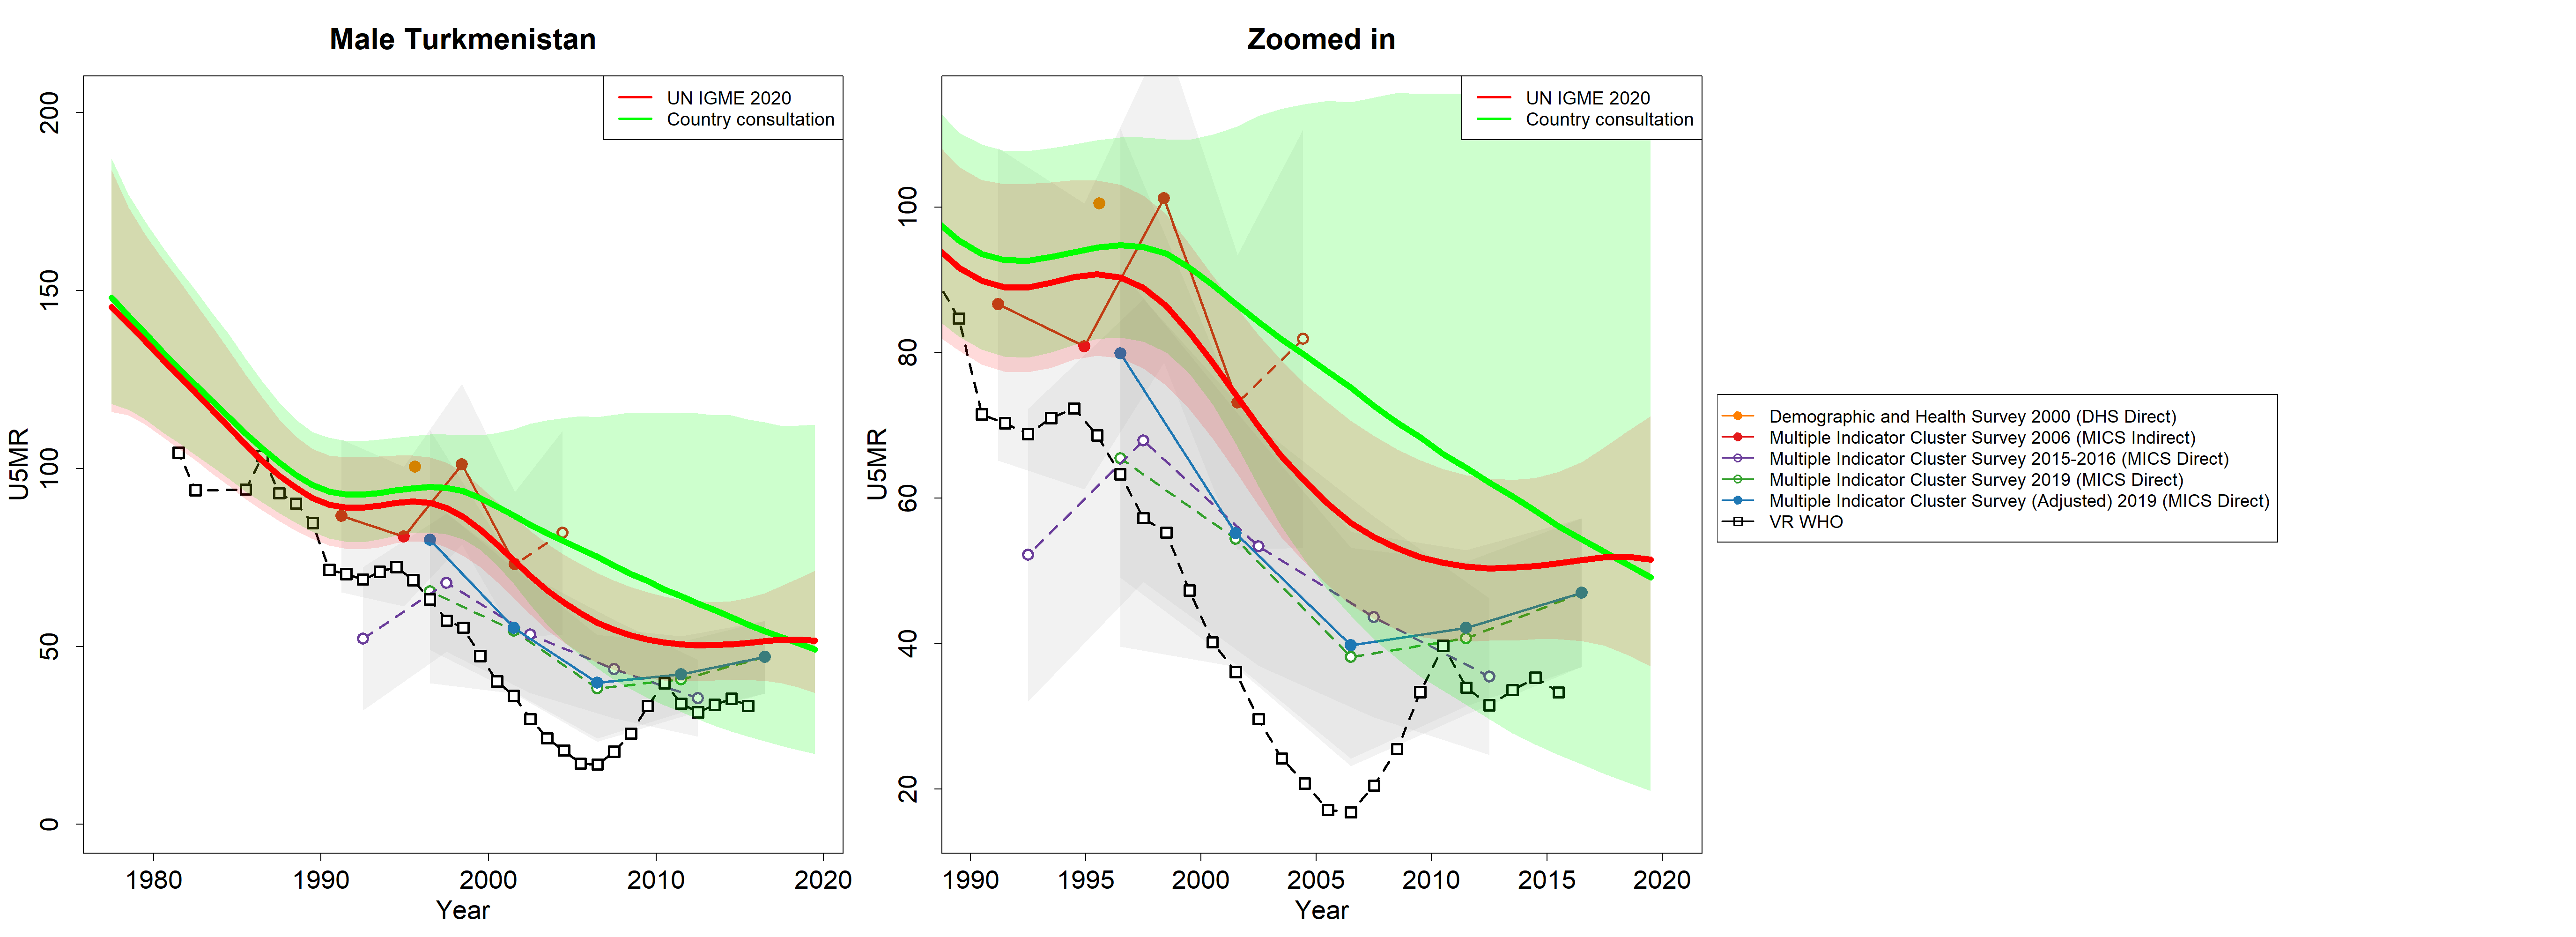 Male Turkmenistan
UN IGME 2020
Country consultation
U5MR
200
150
100
50
0
1980
1990
2000
2010
2020
Year
Zoomed in
UN IGME 2020
Country consultation
U5MR
100
80
60
40
20
1990
1995
2000
2005
2010
2015
2020
Year
Demographic and Health Survey 2000 (DHS Direct)
Multiple Indicator Cluster Survey 2006 (MICS Indirect)
Multiple Indicator Cluster Survey 2015-2016 (MICS Direct)
Multiple Indicator Cluster Survey 2019 (MICS Direct)
Multiple Indicator Cluster Survey (Adjusted) 2019 (MICS Direct)
VR WHO